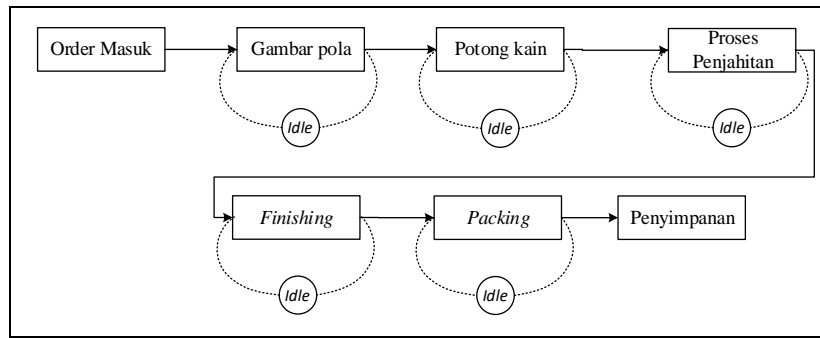 Order Masuk
Gambar pola
Potong kain
Proses
Penjahitan
Idle
Idle
Idle
Finishing
Packing
Penyimpanan
Idle
Idle